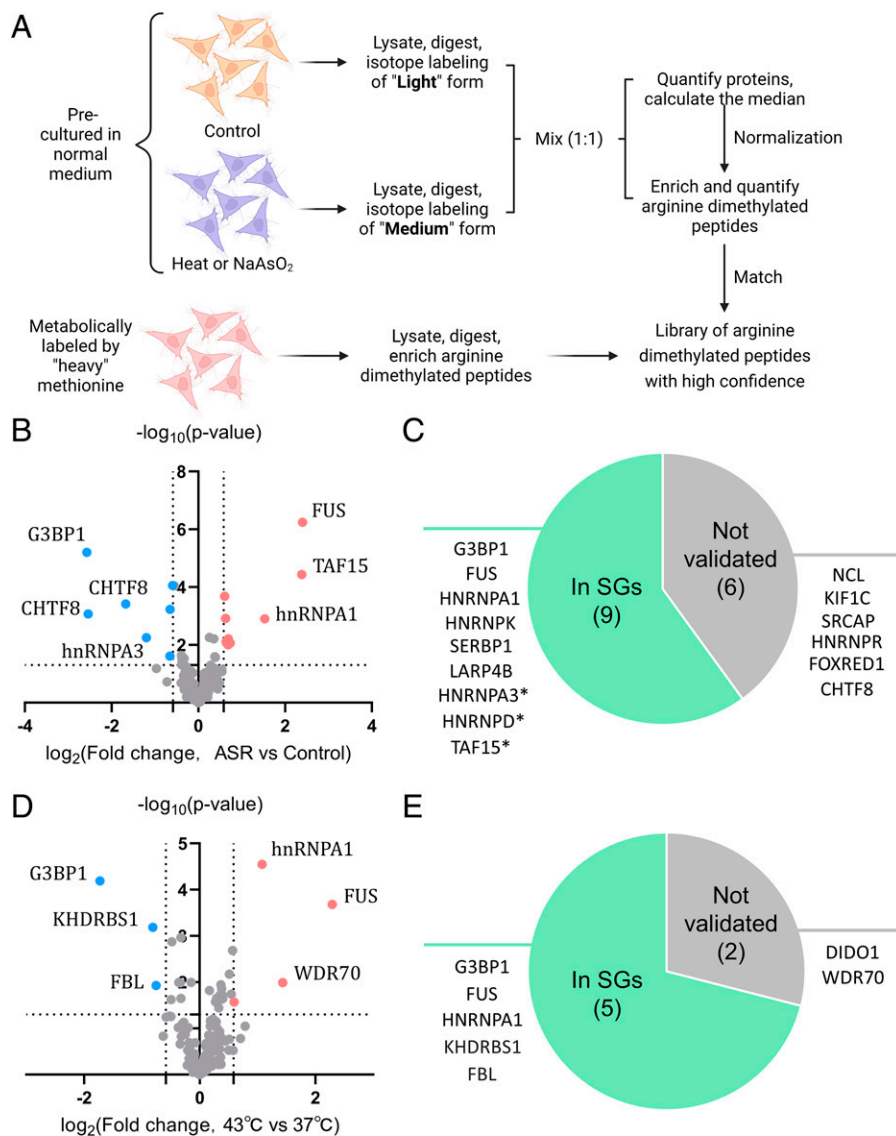 A
Pre-
cultured in
normal
medium
Control
Heat or NaAsO₂
Lysate, digest,
isotope labeling
of "Light" form
Lysate, digest,
isotope labeling
of "Medium" form
Mix (1:1)
Quantify proteins,
calculate the median
Normalization
Enrich and quantify
arginine dimethylated
peptides
Match
Metabolically
labeled by
"heavy"
methionine
Lysate, digest,
enrich arginine
dimethylated peptides
Library of arginine
dimethylated peptides
with high confidence
B
-log₁₀(p-value)
8
6
4
2
0
-4
-2
0
2
4
G3BP1
CHTF8
CHTF8
hnRNPA3
FUS
TAF15
hnRNPA1
log₂(Fold change, ASR vs Control)
C
In SGs
(9)
Not
validated
(6)
G3BP1
FUS
HNRNPA1
HNRNPK
SERBP1
LARP4B
HNRNPA3*
HNRNPD*
TAF15*
NCL
KIF1C
SRCAP
HNRNPR
FOXRED1
CHTF8
D
-log₁₀(p-value)
5
4
3
2
-2
0
2
G3BP1
KHDRBS1
FBL
hnRNPA1
FUS
WDR70
log₂(Fold change, 43°C vs 37°C)
E
In SGs
(5)
Not
validated
(2)
G3BP1
FUS
HNRNPA1
KHDRBS1
FBL
DIDO1
WDR70